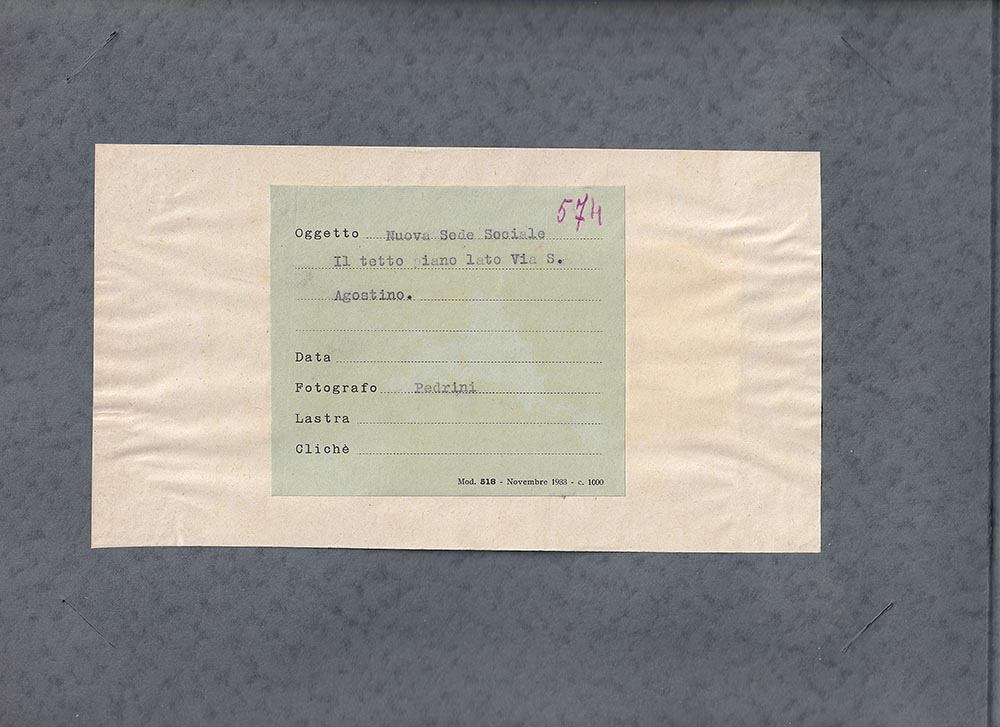 574
Oggetto Nuova Sede Sociale
Il tetto piano lato Via S.
Agostino.
Data
Fotografo Pedrini
Lastra
Clichè
Mod. 518 - Novembre 1933 - c. 1000